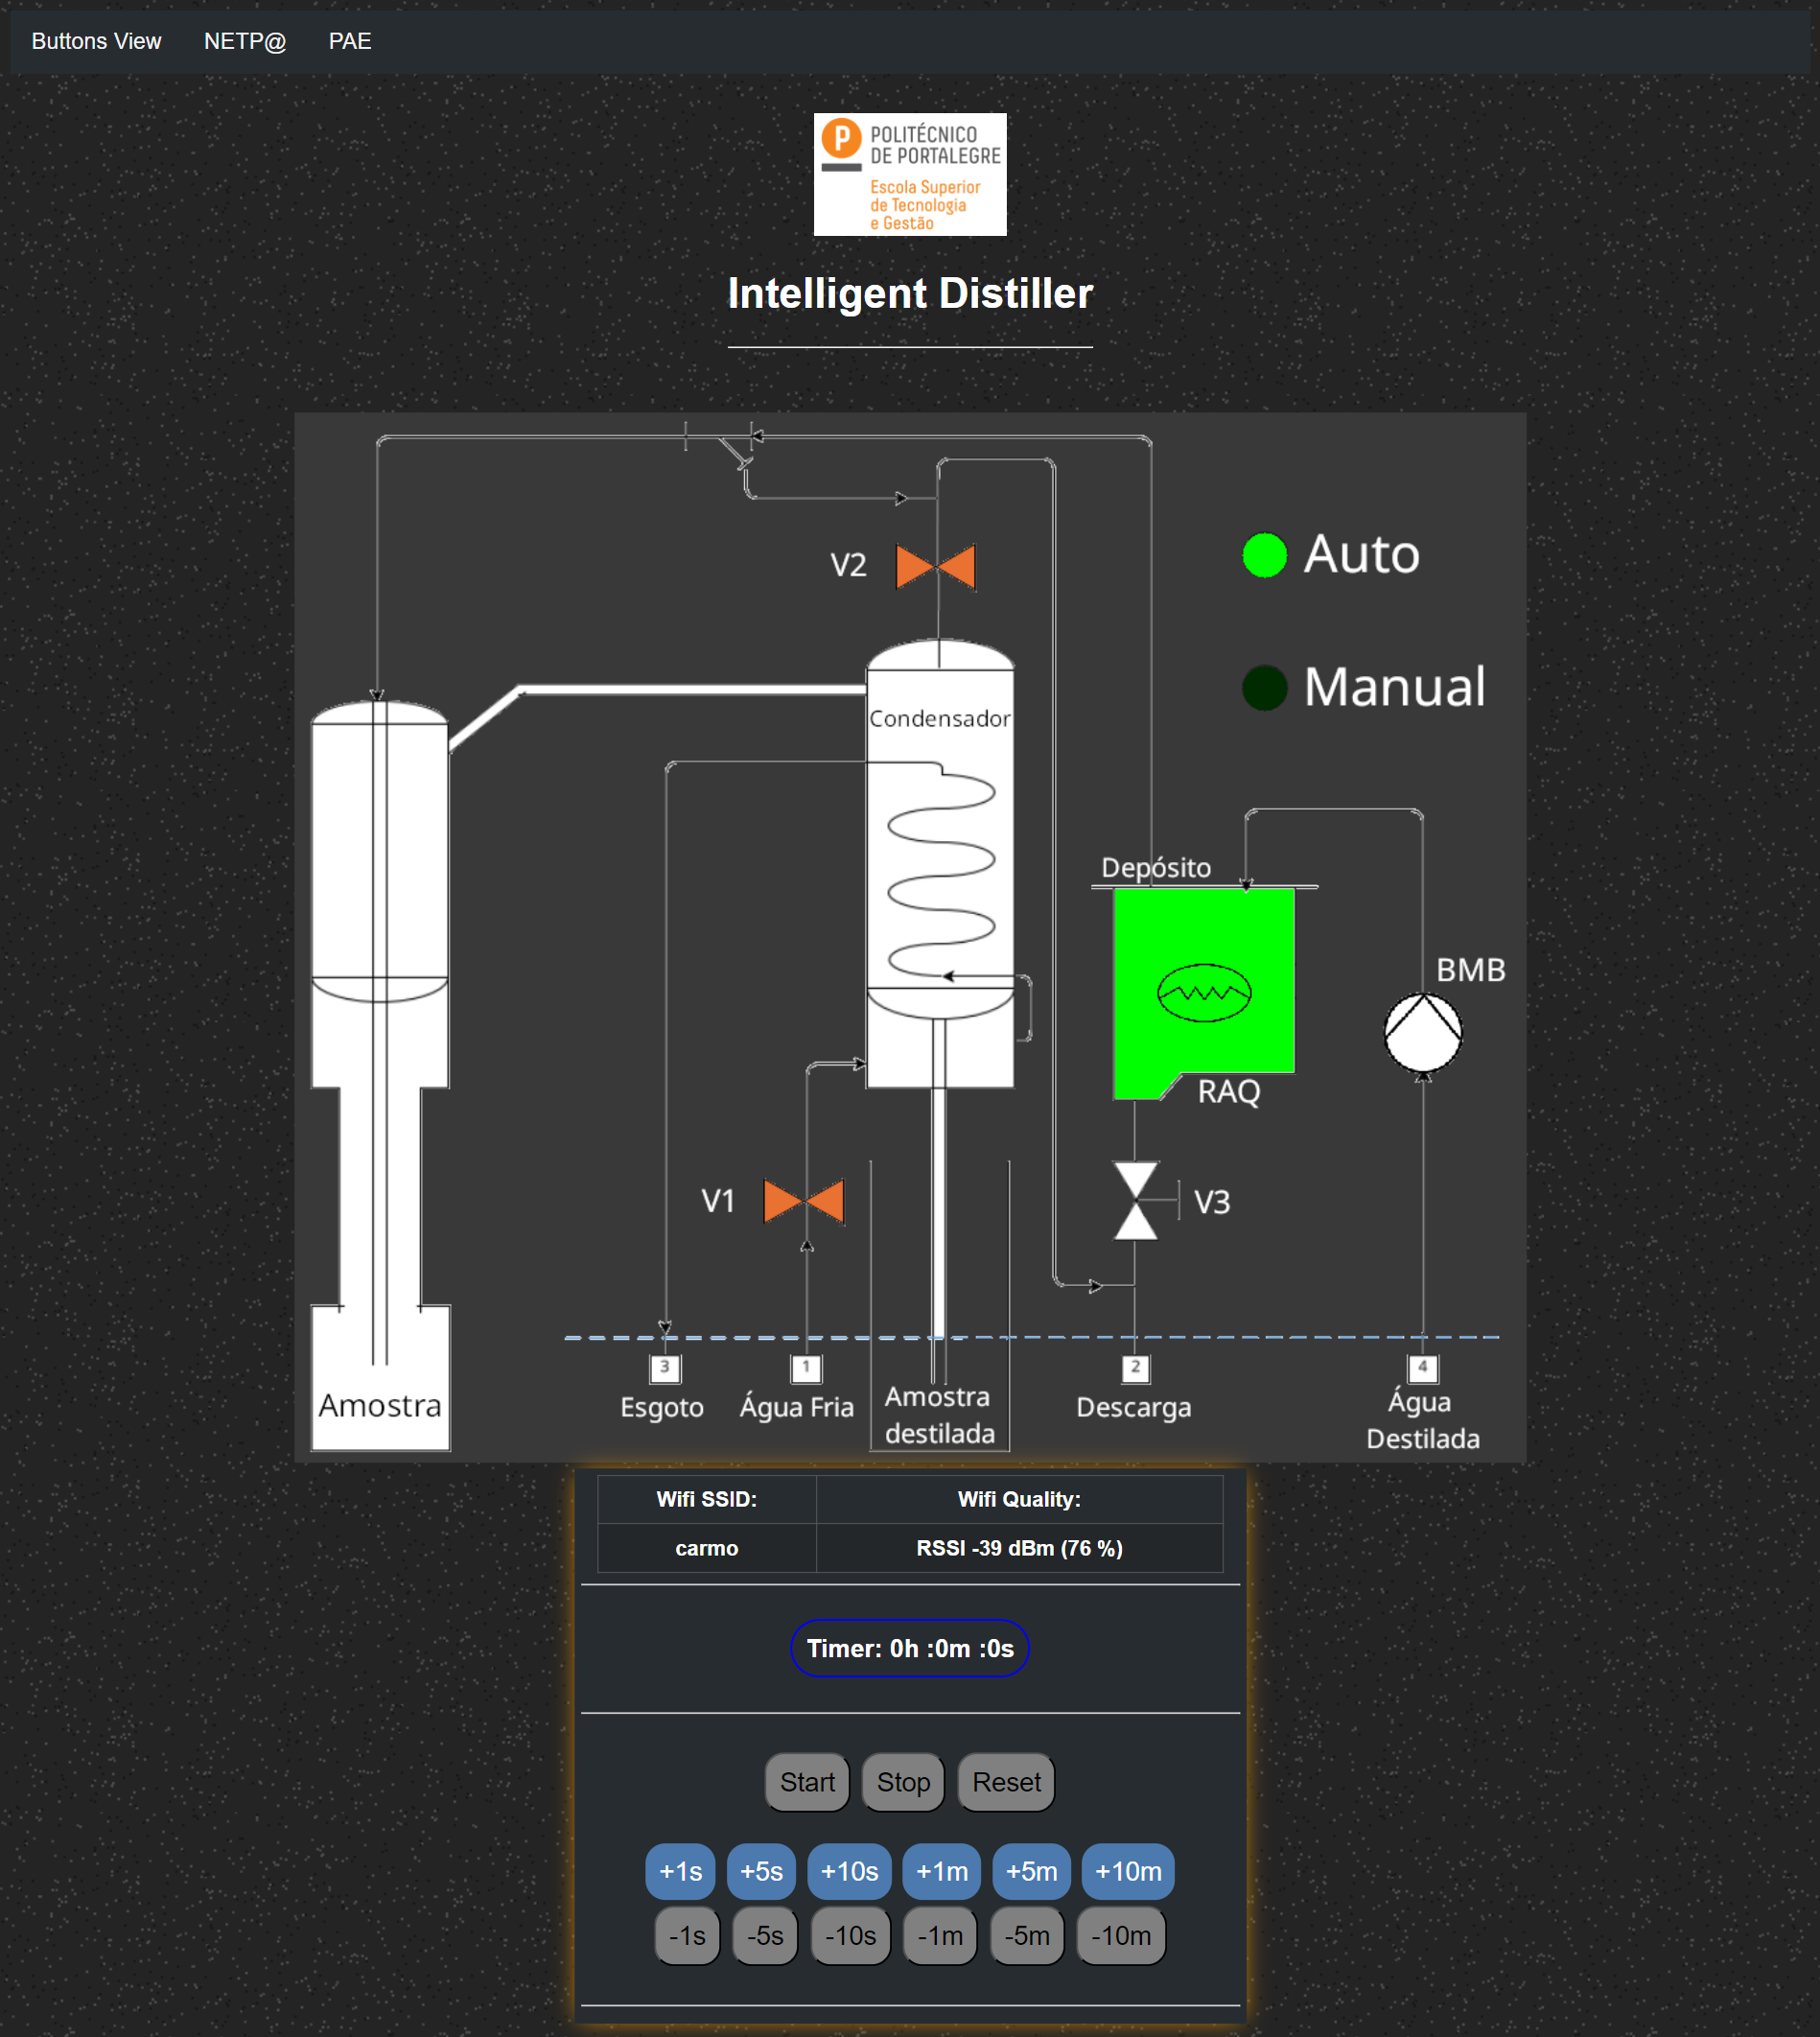 Buttons View NETP@ PAE
P POLITÉCNICO
DE PORTALEGRE
Escola Superior
de Tecnologia
e Gestão
Intelligent Distiller
V2
Auto
Manual
Condensador
Depósito
BMB
RAQ
V1
V3
3
1
2
4
Amostra
Esgoto
Água Fria
Amostra
destilada
Descarga
Água
Destilada
Wifi SSID: Wifi Quality:
carmo RSSI -39 dBm (76 %)
Timer: 0h :0m :0s
Start Stop Reset
+1s +5s +10s +1m +5m +10m
-1s -5s -10s -1m -5m -10m